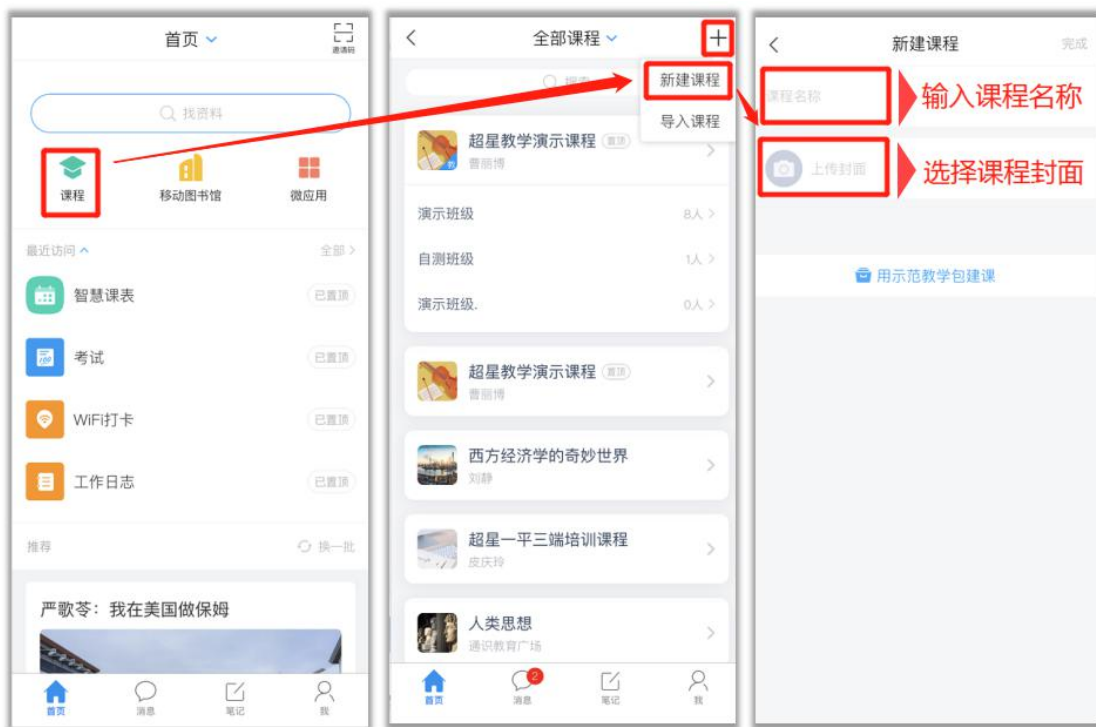 首页
邀请码
找资料
课程
移动图书馆
微应用
最近访问
全部
智慧课表
已置顶
考试
已置顶
WiFi打卡
已置顶
工作日志
已置顶
推荐
换一批
严歌苓：我在美国做保姆
首页
消息
笔记
我
全部课程
搜索
新建课程
导入课程
超星教学演示课程
置顶
教
曹丽博
演示班级
8人
自测班级
1人
演示班级.
0人
超星教学演示课程
置顶
曹丽博
西方经济学的奇妙世界
刘静
超星一平三端培训课程
皮庆玲
人类思想
通识教育广场
首页
2
消息
笔记
我
新建课程
完成
课程名称
输入课程名称
上传封面
选择课程封面
用示范教学包建课